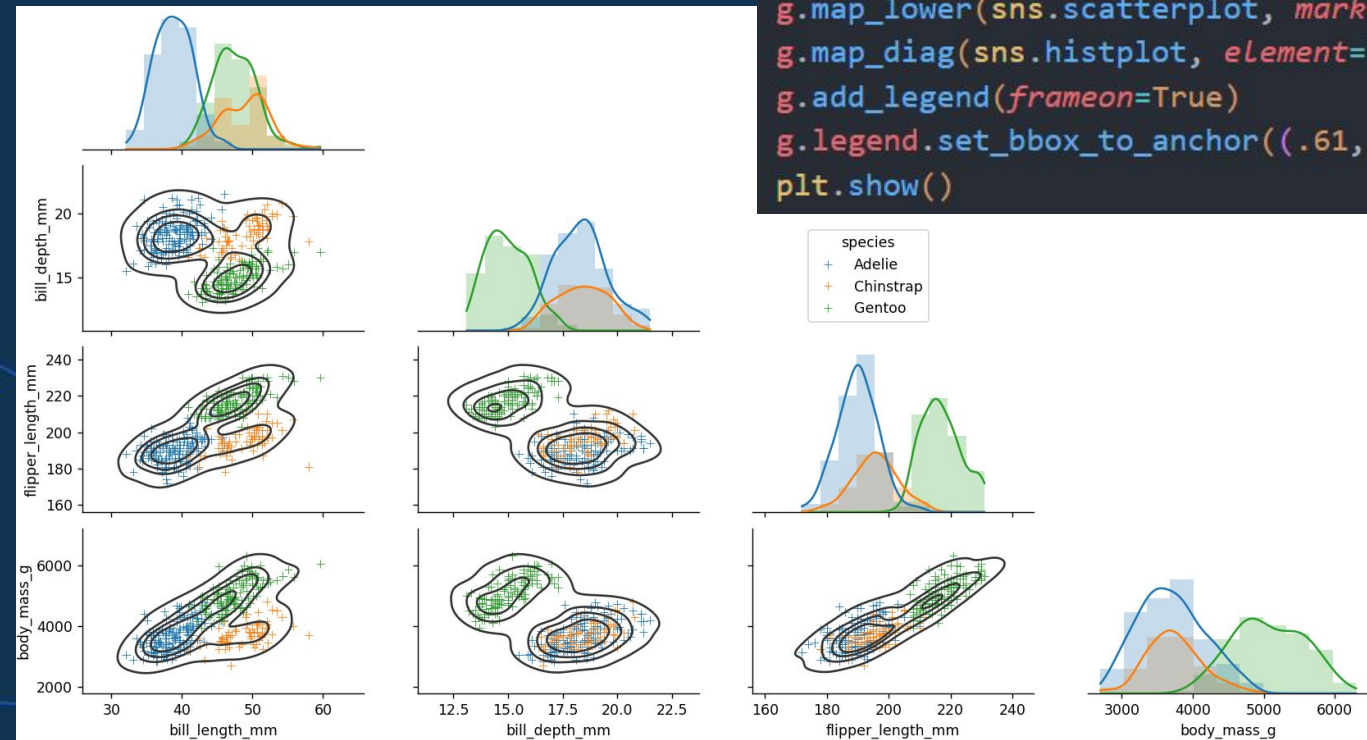 g.map_lower(sns.scatterplot, mark
g.map_diag(sns.histplot, element=
g.add_legend(frameon=True)
g.legend.set_bbox_to_anchor((.61,
plt.show()
bill_depth_mm
20
15
species
Adelie
Chinstrap
Gentoo
flipper_length_mm
240
220
200
180
160
body_mass_g
6000
4000
2000
30 40 50 60
12.5 15.0 17.5 20.0 22.5
160 180 200 220 240
3000 4000 5000 6000
bill_length_mm
bill_depth_mm
flipper_length_mm
body_mass_g